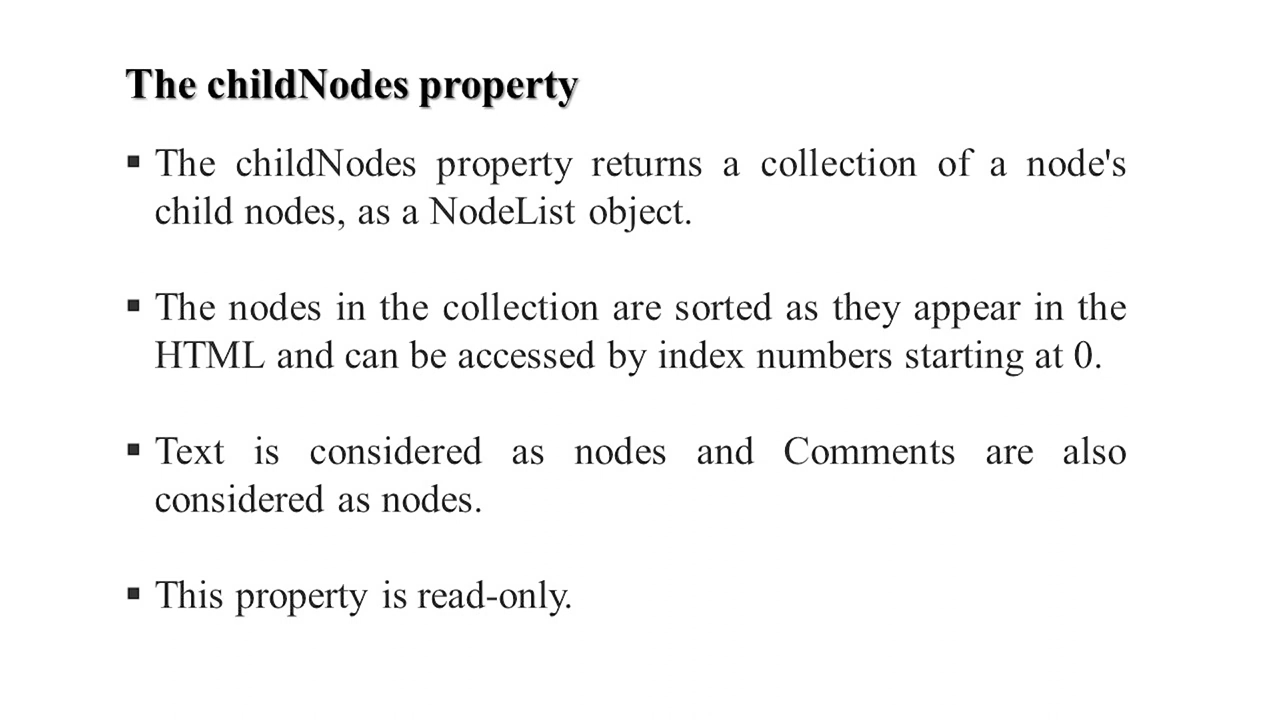 The childNodes property
▪ The childNodes property returns a collection of a node's
child nodes, as a NodeList object.
▪ The nodes in the collection are sorted as they appear in the
HTML and can be accessed by index numbers starting at 0.
▪ Text is considered as nodes and Comments are also
considered as nodes.
▪ This property is read-only.